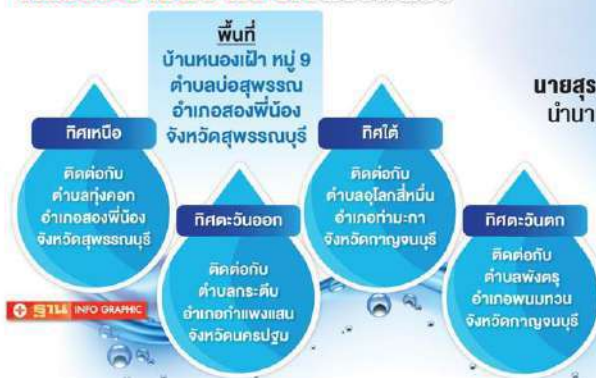 พื้นที่
บ้านหนองเฝ้า หมู่ 9
ตำบลบ่อสุพรรณ
อำเภอสองพี่น้อง
จังหวัดสุพรรณบุรี
นายสุร
นำนา
ทิศเหนือ
ติดต่อกับ
ตำบลทุ่งคอก
อำเภอสองพี่น้อง
จังหวัดสุพรรณบุรี
ทิศตะวันออก
ติดต่อกับ
ตำบลกระตีบ
อำเภอกำแพงแสน
จังหวัดนครปฐม
ทิศใต้
ติดต่อกับ
ตำบลอุโลกสี่หมื่น
อำเภอท่ามะกา
จังหวัดกาญจนบุรี
ทิศตะวันตก
ติดต่อกับ
ตำบลพังตรุ
อำเภอพนมทวน
จังหวัดกาญจนบุรี
ฐาน INFO GRAPHIC